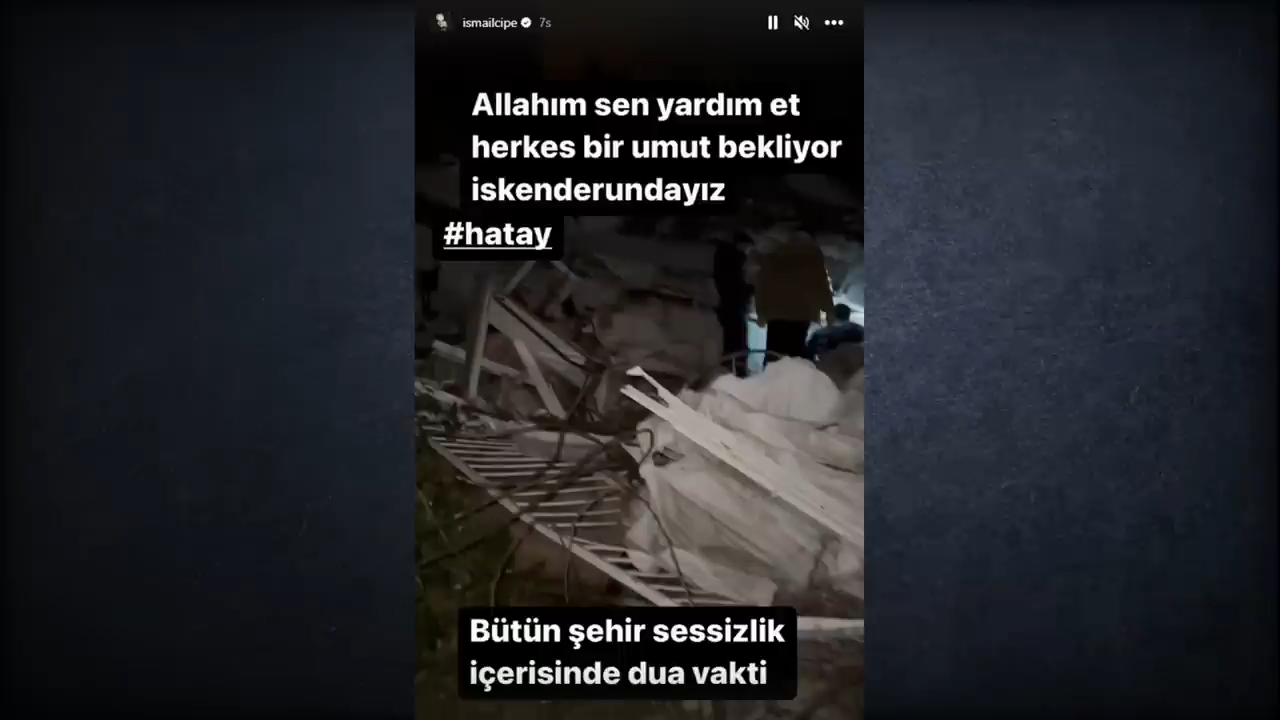 ismailcipe 7s
Allahım sen yardım et
herkes bir umut bekliyor
iskenderundayız
#hatay
Bütün şehir sessizlik
içerisinde dua vakti